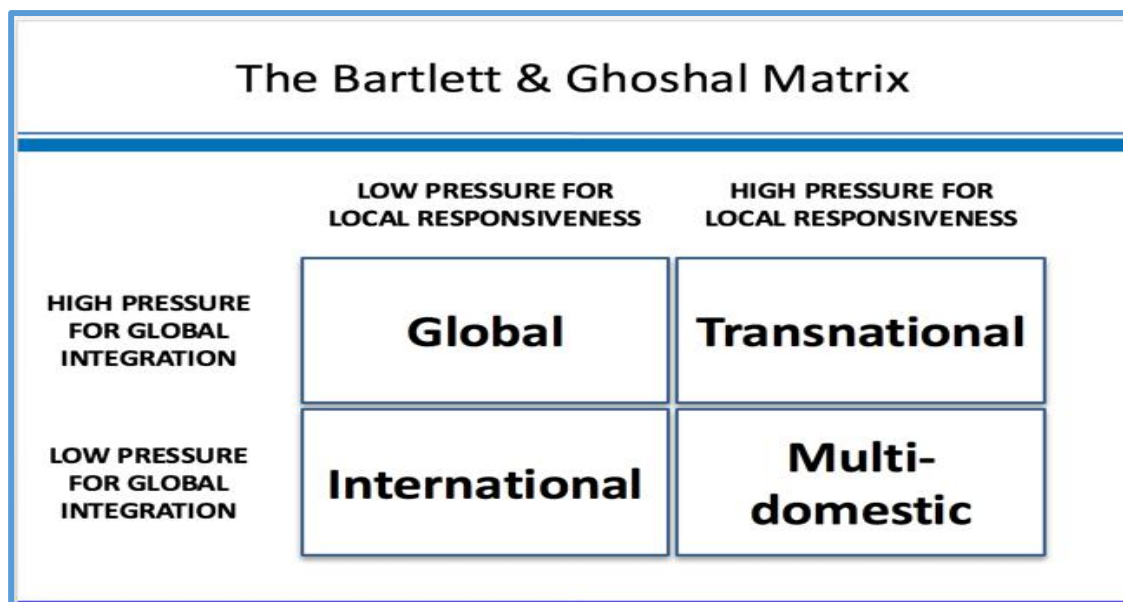 The Bartlett & Ghoshal Matrix
LOW PRESSURE FOR
LOCAL RESPONSIVENESS
HIGH PRESSURE FOR
LOCAL RESPONSIVENESS
HIGH PRESSURE
FOR GLOBAL
INTEGRATION
Global
Transnational
LOW PRESSURE
FOR GLOBAL
INTEGRATION
International
Multi-
domestic